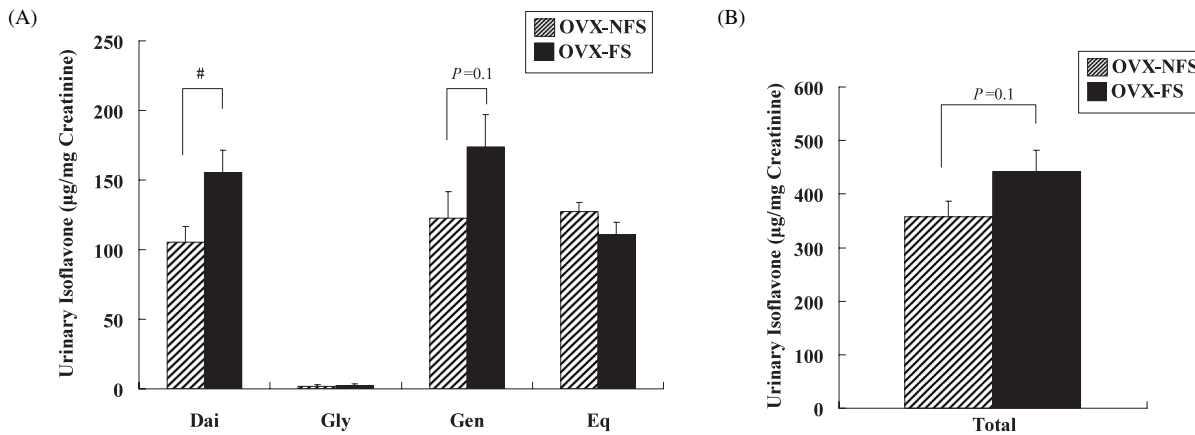 (A)
OVX-NFS
OVX-FS
Urinary Isoflavone (µg/mg Creatinine)
250
200
150
100
50
0
#
P=0.1
Dai
Gly
Gen
Eq
(B)
OVX-NFS
OVX-FS
Urinary Isoflavone (µg/mg Creatinine)
600
500
400
300
200
100
0
P=0.1
Total